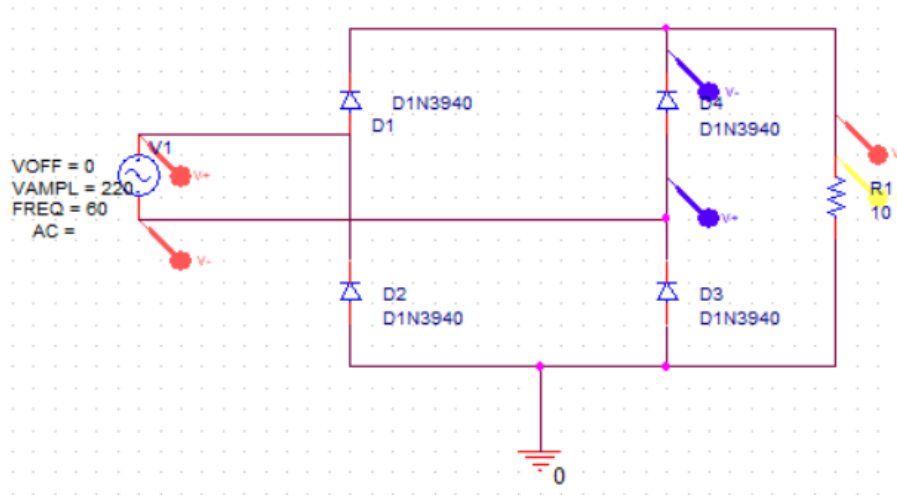 D1N3940
D1
V-
D4
D1N3940
V1
V+
VOFF = 0
VAMPL = 220
FREQ = 60
AC =
V-
V+
V
R1
10
D2
D1N3940
D3
D1N3940
0